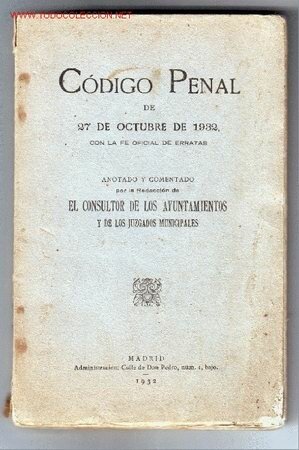 www.TODOCOLECCION.NET
CÓDIGO PENAL
DE
27 DE OCTUBRE DE 1932,
CON LA FE OFICIAL DE ERRATAS
ANOTADO Y COMENTADO
por la Redacción de
EL CONSULTOR DE LOS AYUNTAMIENTOS
Y DE LOS JUZGADOS MUNICIPALES
MADRID
Administración: Calle de Don Pedro, núm. 1, bajo.
1932